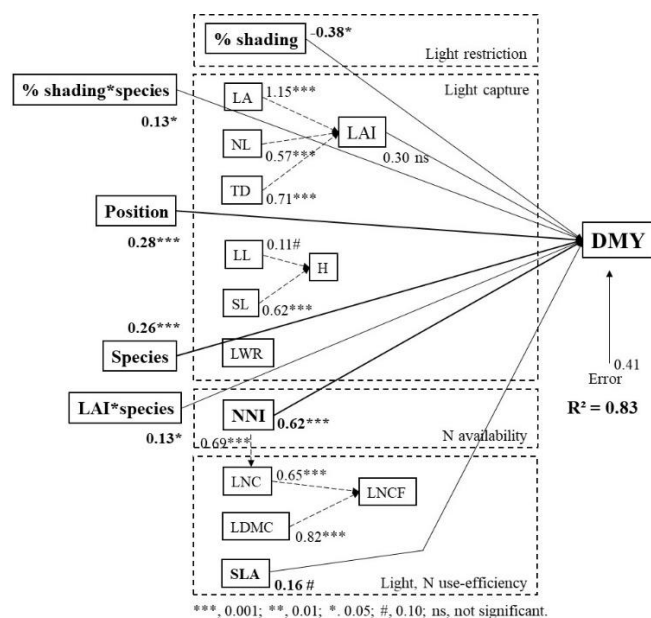 % shading
-0.38*
Light restriction
Light capture
% shading*species
0.13*
LA
1.15***
NL
0.57***
TD
0.71***
LAI
0.30 ns
Position
0.28***
DMY
LL
0.11#
H
SL
0.62***
LWR
Species
0.26***
LAI*species
0.13*
0.41
Error
R² = 0.83
NNI
0.62***
N availability
0.69***
LNC
0.65***
LNCF
LDMC
0.82***
SLA
0.16 #
Light, N use-efficiency
***, 0.001; **, 0.01; *. 0.05; #, 0.10; ns, not significant.